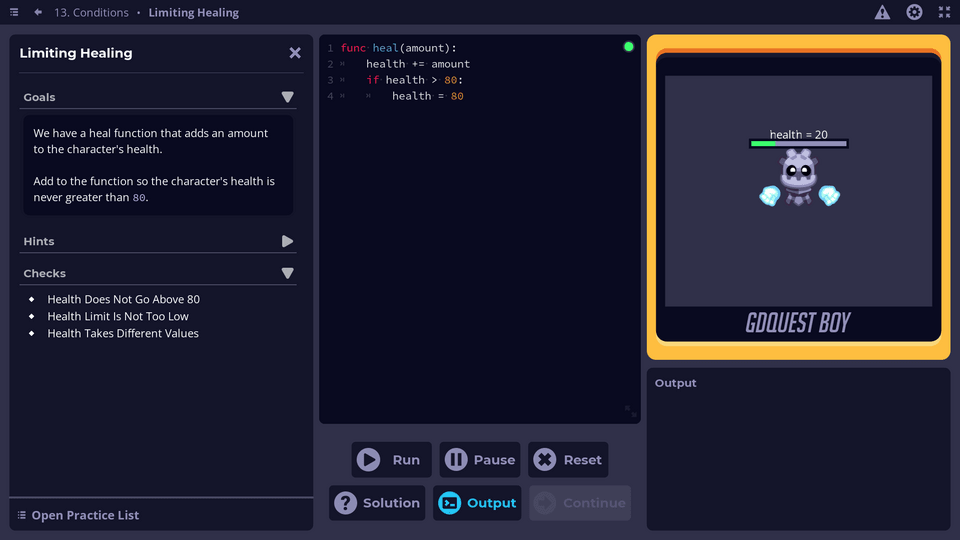 13. Conditions • Limiting Healing
Limiting Healing
Goals
We have a heal function that adds an amount
to the character's health.
Add to the function so the character's health is
never greater than 80.
Hints
Checks
Health Does Not Go Above 80
Health Limit Is Not Too Low
Health Takes Different Values
Open Practice List
1 func heal(amount):
2 health += amount
3 if health > 80:
4 health = 80
Run
Pause
Reset
Solution
Output
Continue
health = 20
GDQUEST BOY
Output